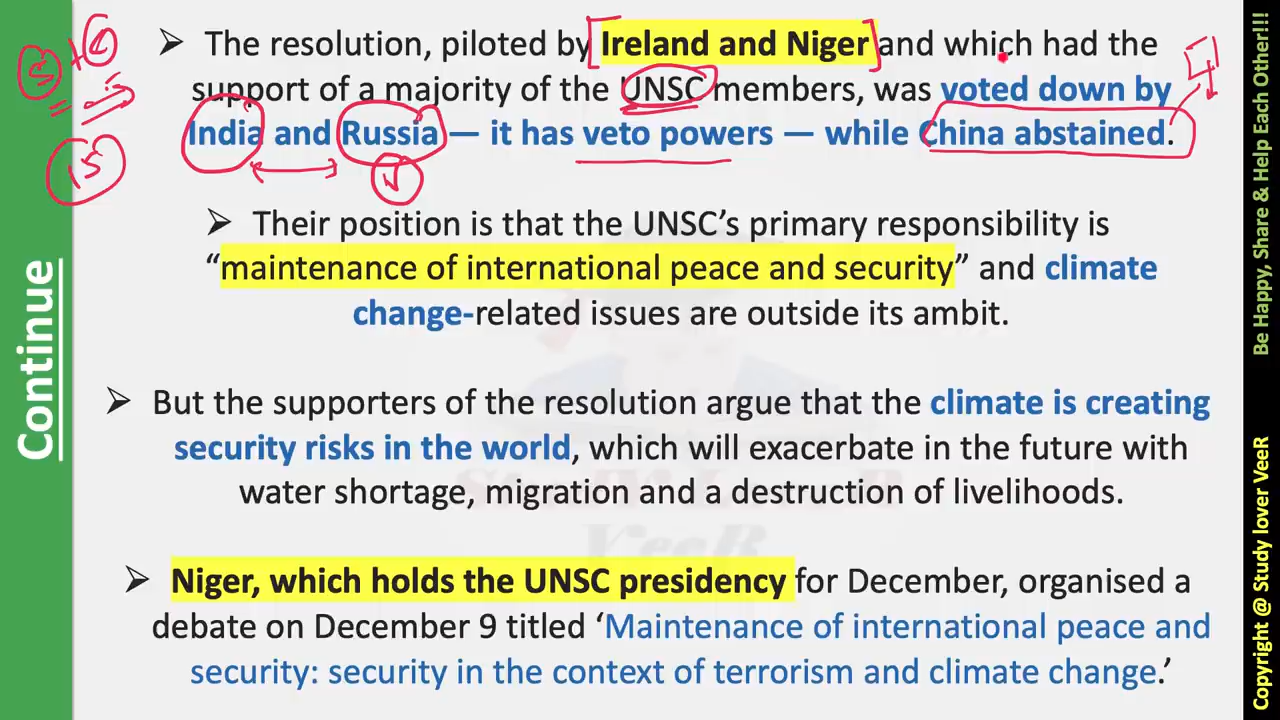 ➤ The resolution, piloted by Ireland and Niger and which had the
support of a majority of the UNSC members, was voted down by
India and Russia — it has veto powers — while China abstained.
➤ Their position is that the UNSC’s primary responsibility is
“maintenance of international peace and security” and climate
change-related issues are outside its ambit.
➤ But the supporters of the resolution argue that the climate is creating
security risks in the world, which will exacerbate in the future with
water shortage, migration and a destruction of livelihoods.
➤ Niger, which holds the UNSC presidency for December, organised a
debate on December 9 titled ‘Maintenance of international peace and
security: security in the context of terrorism and climate change.’
Continue
15
Be Happy, Share & Help Each Other!!!
Copyright @ Study lover VeeR